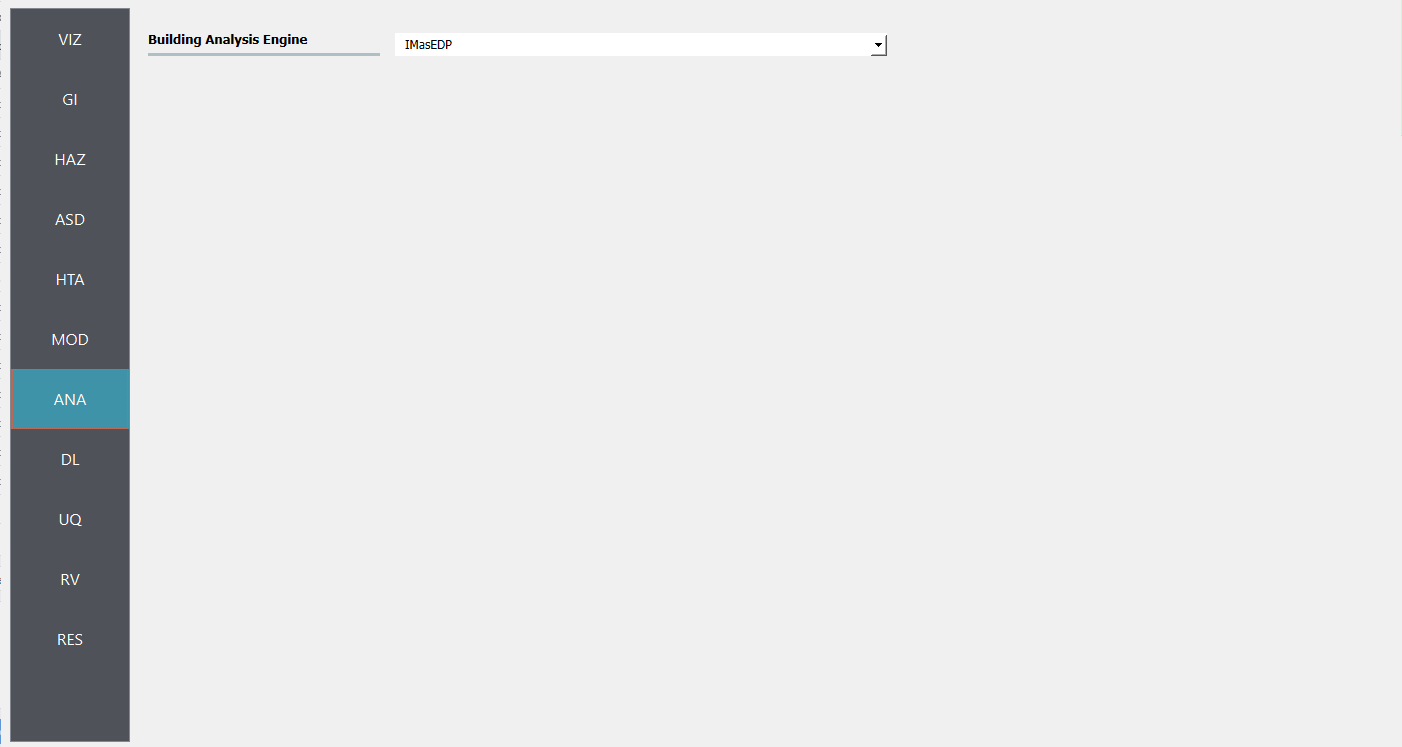 VIZ
Building Analysis Engine
IMasEDP
GI
HAZ
ASD
HTA
MOD
ANA
DL
UQ
RV
RES